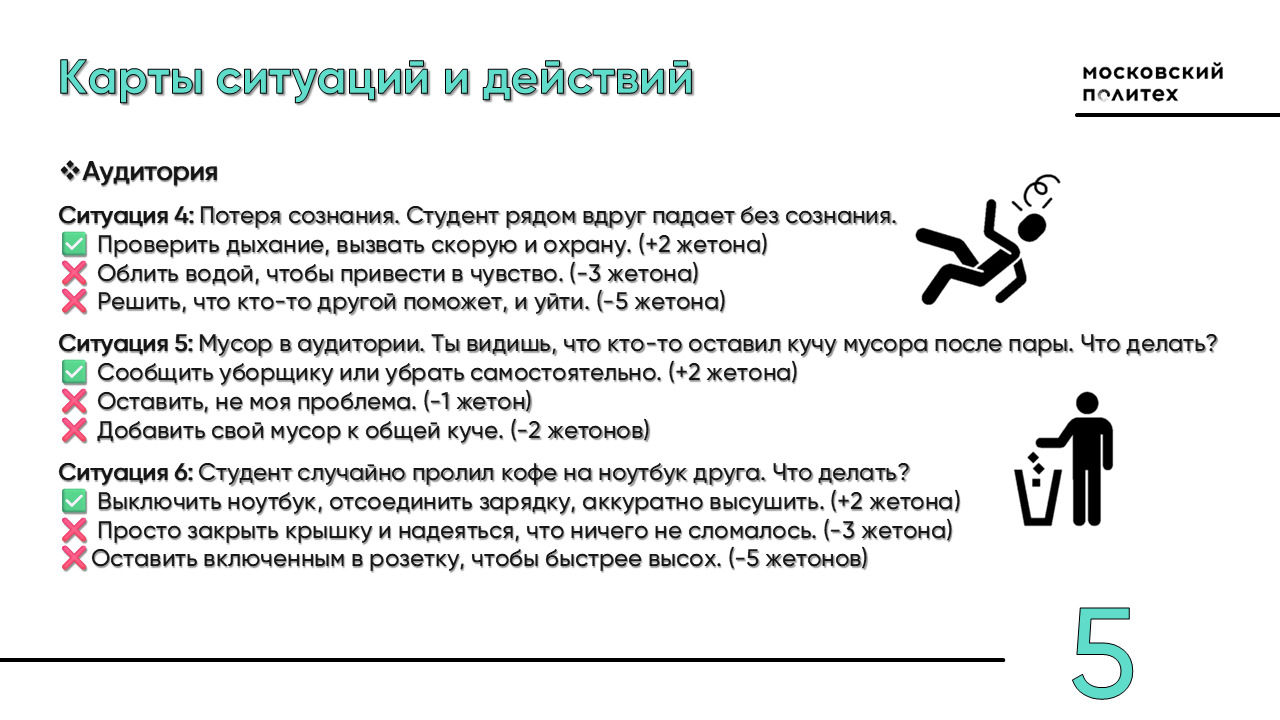 Карты ситуаций и действий
МОСКОВСКИЙ
ПОЛИТЕХ
❖Аудитория
Ситуация 4: Потеря сознания. Студент рядом вдруг падает без сознания.
✅ Проверить дыхание, вызвать скорую и охрану. (+2 жетона)
❌ Облить водой, чтобы привести в чувство. (-3 жетона)
❌ Решить, что кто-то другой поможет, и уйти. (-5 жетона)
Ситуация 5: Мусор в аудитории. Ты видишь, что кто-то оставил кучу мусора после пары. Что делать?
✅ Сообщить уборщику или убрать самостоятельно. (+2 жетона)
❌ Оставить, не моя проблема. (-1 жетон)
❌ Добавить свой мусор к общей куче. (-2 жетонов)
Ситуация 6: Студент случайно пролил кофе на ноутбук друга. Что делать?
✅ Выключить ноутбук, отсоединить зарядку, аккуратно высушить. (+2 жетона)
❌ Просто закрыть крышку и надеяться, что ничего не сломалось. (-3 жетона)
❌Оставить включенным в розетку, чтобы быстрее высох. (-5 жетонов)
5